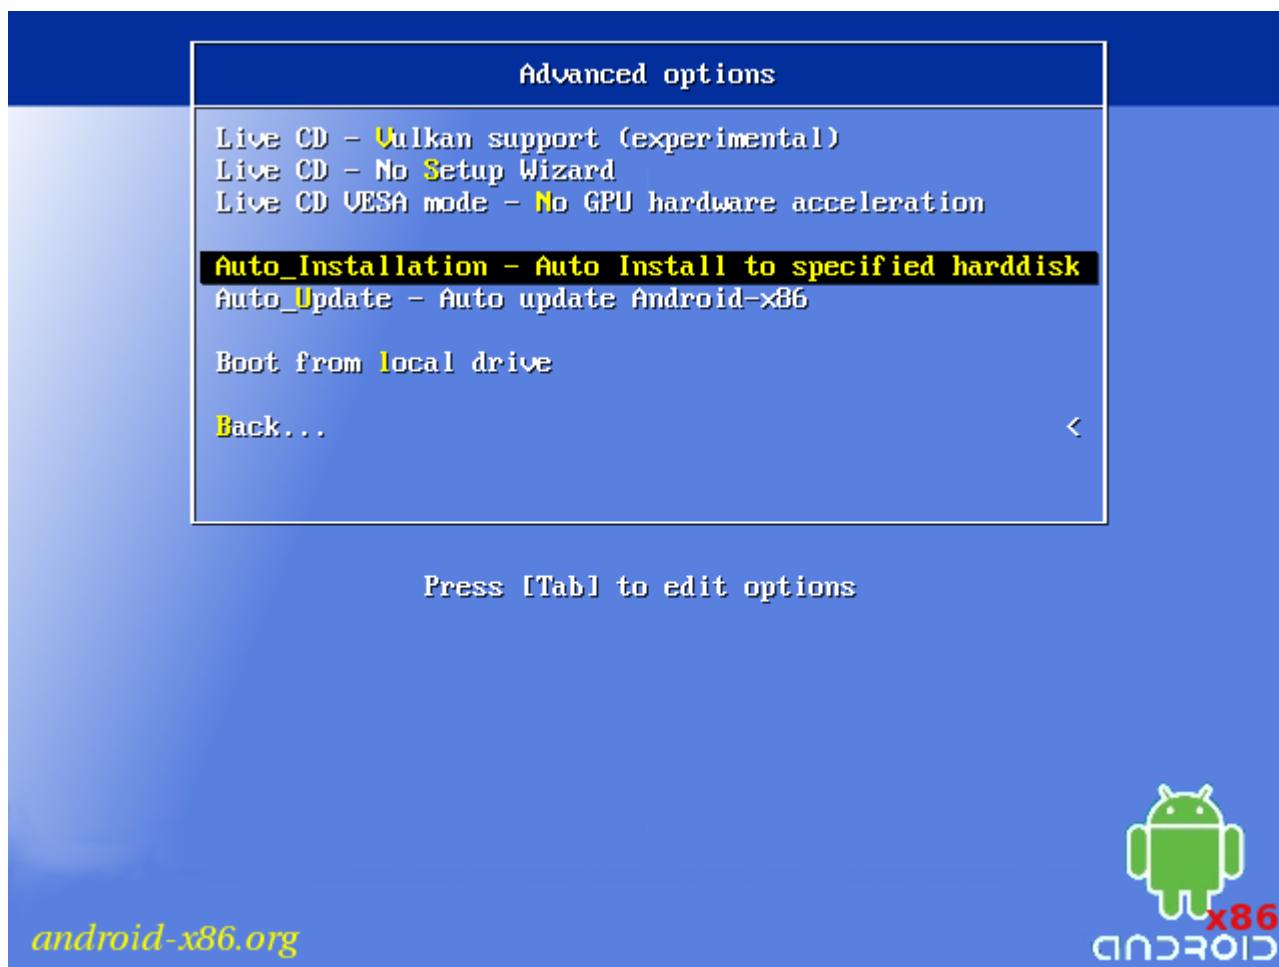 Advanced options
Live CD - Vulkan support (experimental)
Live CD - No Setup Wizard
Live CD VESA mode - No GPU hardware acceleration
Auto_Installation - Auto Install to specified harddisk
Auto_Update - Auto update Android-x86
Boot from local drive
Back... <
Press [Tab] to edit options
x86
android-x86.org
ANDROID